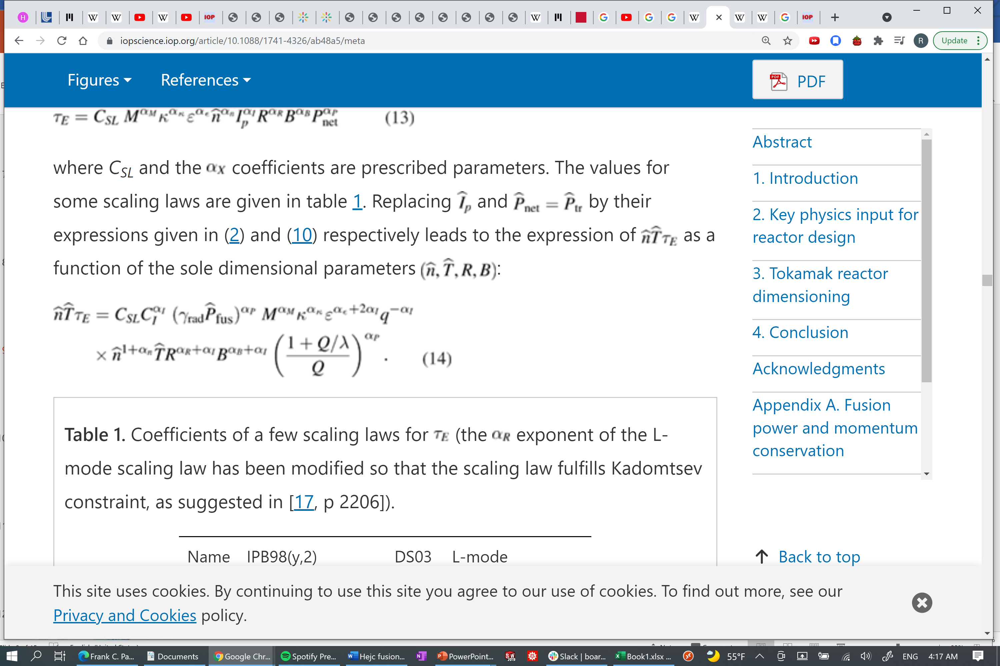 iopscience.iop.org/article/10.1088/1741-4326/ab48a5/meta
R
Update
Figures
References
PDF
τ_E = C_SL M^{α_M} κ^{α_κ} ε^{α_ϵ} n̂^{α_n} I_p^{α_I} R^{α_R} B^{α_B} P_net^{α_P} (13)
where C_SL and the α_X coefficients are prescribed parameters. The values for
some scaling laws are given in table 1. Replacing Î_p and P̂_net = P̂_tr by their
expressions given in (2) and (10) respectively leads to the expression of n̂T̂τ_E as a
function of the sole dimensional parameters (n̂, T̂, R, B):
n̂T̂τ_E = C_SL C_I^{α_I} (γ_rad P̂_fus)^{α_P} M^{α_M} κ^{α_κ} ε^{α_ϵ+2α_I} q^{−α_I}
× n̂^{1+α_n} T̂ R^{α_R+α_I} B^{α_B+α_I} ((1 + Q/λ)/Q)^{α_P} . (14)
Table 1. Coefficients of a few scaling laws for τ_E (the α_R exponent of the L-
mode scaling law has been modified so that the scaling law fulfills Kadomtsev
constraint, as suggested in [17, p 2206]).
Name IPB98(y,2) DS03 L-mode
Abstract
1. Introduction
2. Key physics input for
reactor design
3. Tokamak reactor
dimensioning
4. Conclusion
Acknowledgments
Appendix A. Fusion
power and momentum
conservation
Back to top
This site uses cookies. By continuing to use this site you agree to our use of cookies. To find out more, see our
Privacy and Cookies policy.
Frank C. Pa...
Documents
Google Chr...
Spotify Pre...
Hejc fusion...
PowerPoint...
Slack | boar...
Book1.xlsx ...
55°F
ENG
4:17 AM